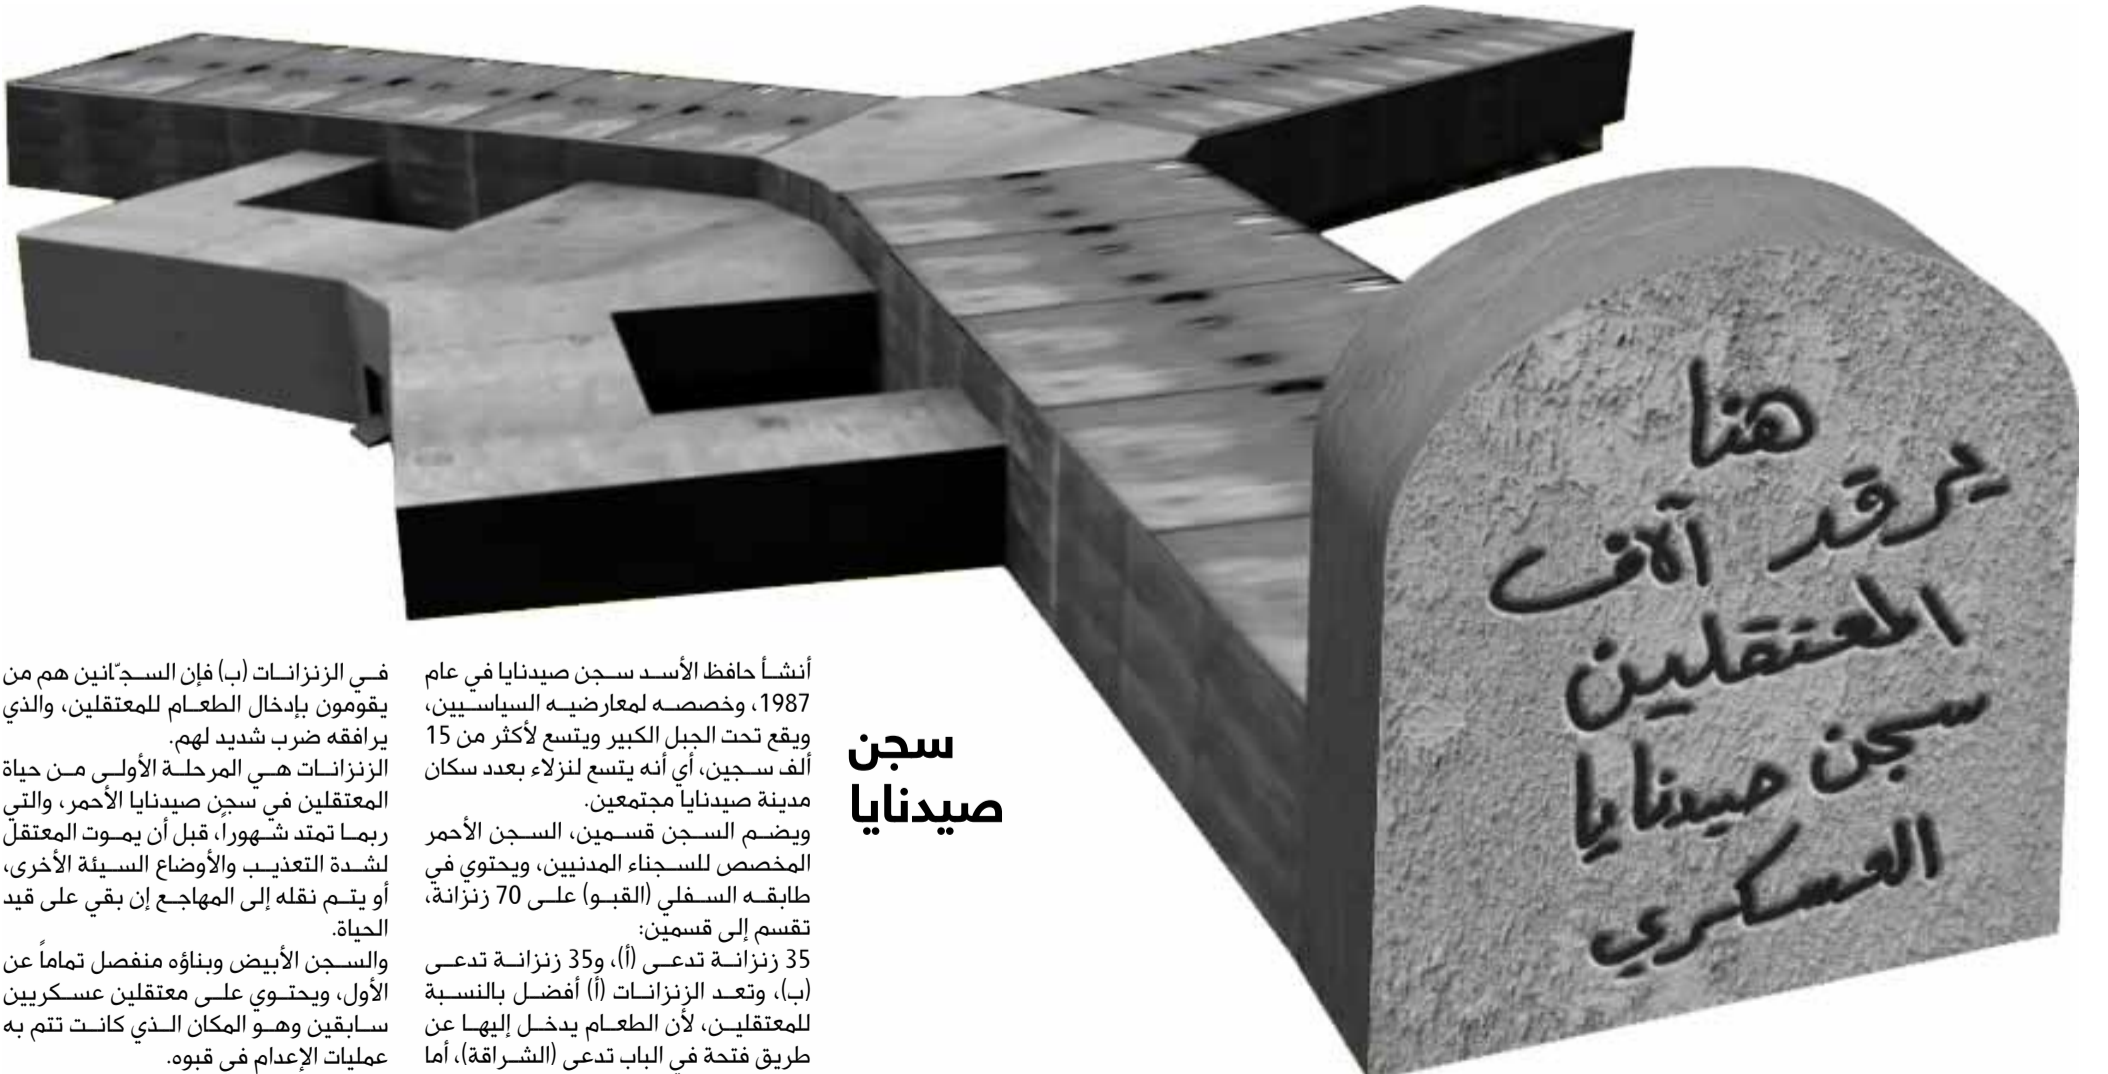 هنا
يرقد آلاف
المعتقلين
سجن صيدنايا
العسكري
سجن
صيدنايا
أنشأ حافظ الأسد سجن صيدنايا في عام
1987، وخصصه لمعارضيه السياسيين،
ويقع تحت الجبل الكبير ويتسع لأكثر من 15
ألف سجين، أي أنه يتسع لنزلاء بعدد سكان
مدينة صيدنايا مجتمعين.
ويضم السجن قسمين، السجن الأحمر
المخصص للسجناء المدنيين، ويحتوي في
طابقه السفلي (القبو) على 70 زنزانة،
تقسم إلى قسمين:
35 زنزانة تدعى (أ)، و35 زنزانة تدعى
(ب)، وتعد الزنزانات (أ) أفضل بالنسبة
للمعتقلين، لأن الطعام يدخل إليها عن
طريق فتحة في الباب تدعى (الشراقة)، أما
في الزنزانات (ب) فإن السجّانين هم من
يقومون بإدخال الطعام للمعتقلين، والذي
يرافقه ضرب شديد لهم.
الزنزانات هي المرحلة الأولى من حياة
المعتقلين في سجن صيدنايا الأحمر، والتي
ربما تمتد شهوراً، قبل أن يموت المعتقل
لشدة التعذيب والأوضاع السيئة الأخرى،
أو يتم نقله إلى المهاجع إن بقي على قيد
الحياة.
والسجن الأبيض وبناؤه منفصل تماماً عن
الأول، ويحتوي على معتقلين عسكريين
سابقين وهو المكان الذي كانت تتم به
عمليات الإعدام في قبوه.